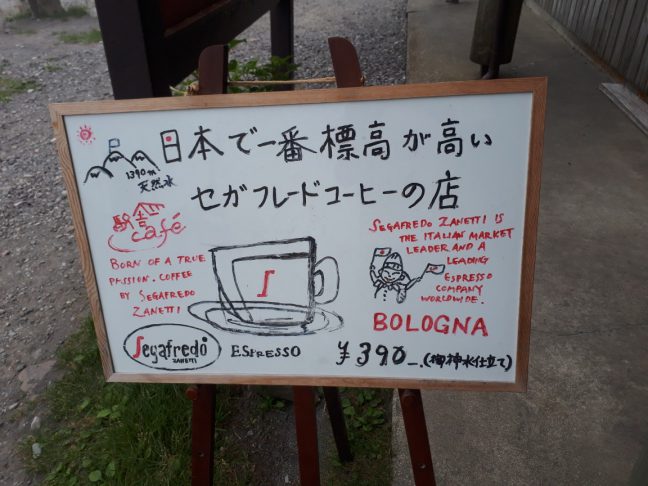 日本で一番標高が高い
1390m
天然水
セガフレードコーヒーの店
駅舎
café
SEGAFREDO ZANETTI IS
THE ITALIAN MARKET
LEADER AND A
LEADING
ESPRESSO
COMPANY
WORLDWIDE.
BORN OF A TRUE
PASSION. COFFEE
BY SEGAFREDO
ZANETTI
S
BOLOGNA
Segafredo
ZANETTI
ESPRESSO
¥390-.(御神水仕立て)